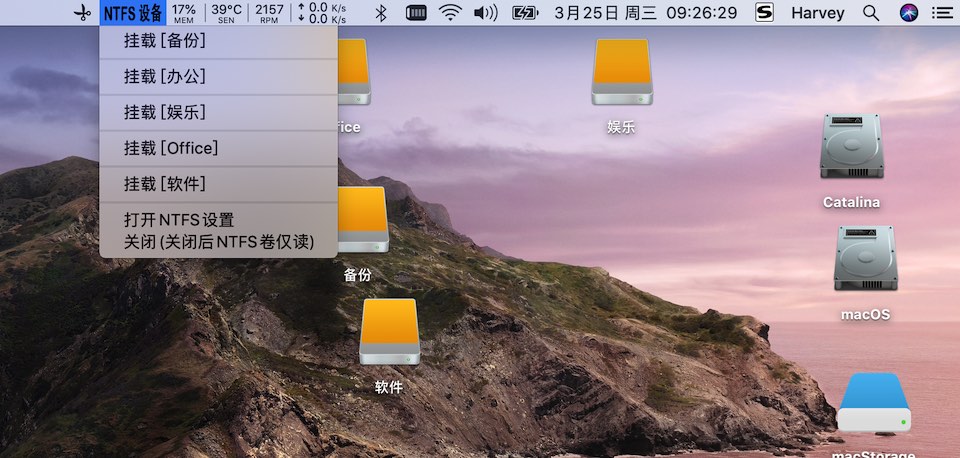 NTFS 设备 17% MEM 39°C SEN 2157 RPM ↑ 0.0 K/s ↓ 0.0 K/s 3月25日 周三 09:26:29 S Harvey
挂载 [备份]
挂载 [办公]
挂载 [娱乐]
挂载 [Office]
挂载 [软件]
打开 NTFS 设置
关闭 (关闭后 NTFS 卷仅读)
fice
娱乐
Catalina
备份
macOS
软件
macStorage